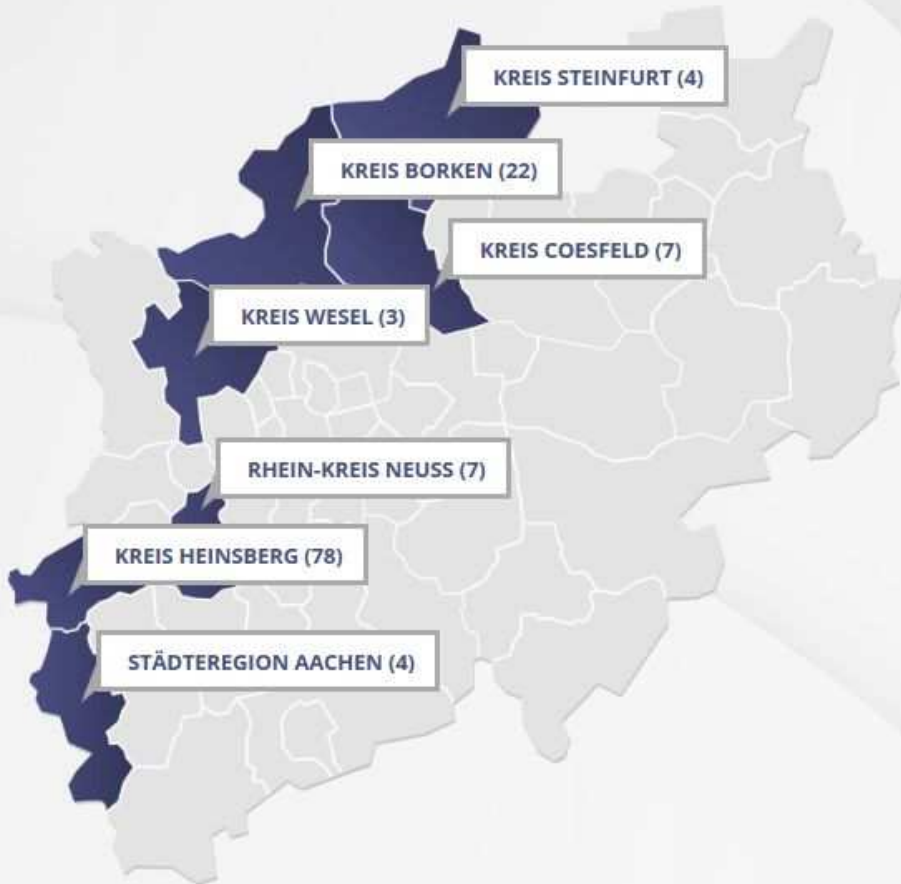 KREIS STEINFURT (4)
KREIS BORKEN (22)
KREIS COESFELD (7)
KREIS WESEL (3)
RHEIN-KREIS NEUSS (7)
KREIS HEINSBERG (78)
STÄDTEREGION AACHEN (4)